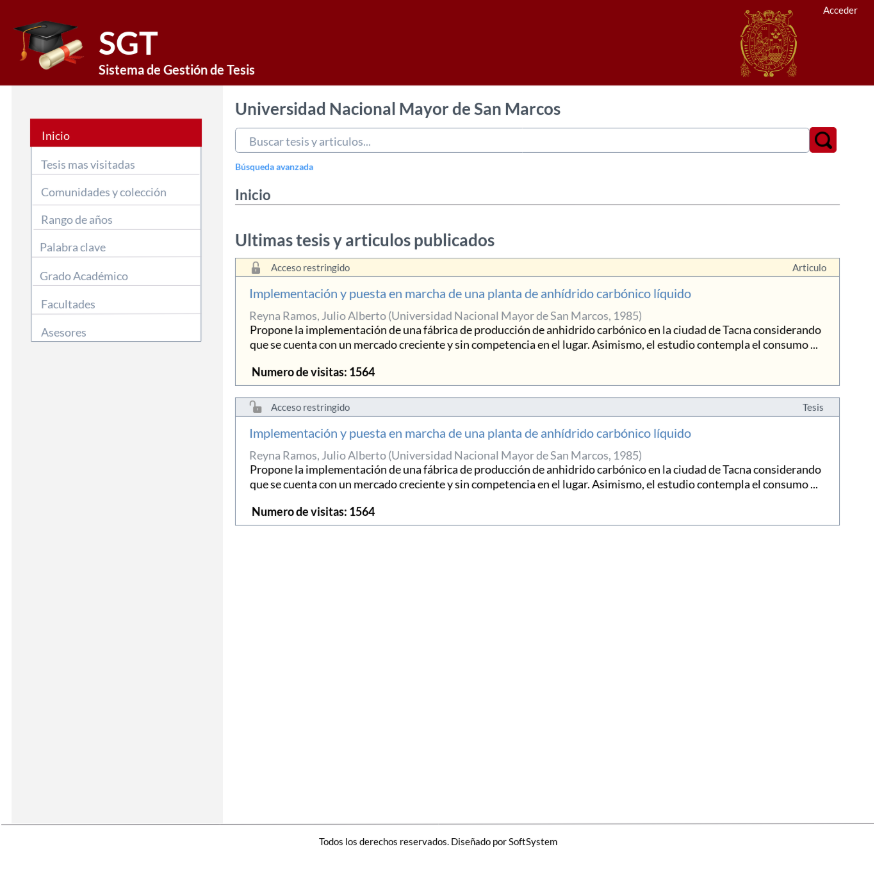 Acceder
SGT
Sistema de Gestión de Tesis
Inicio
Tesis mas visitadas
Comunidades y colección
Rango de años
Palabra clave
Grado Académico
Facultades
Asesores
Universidad Nacional Mayor de San Marcos
Buscar tesis y articulos...
Búsqueda avanzada
Inicio
Ultimas tesis y articulos publicados
Acceso restringido Articulo
Implementación y puesta en marcha de una planta de anhídrido carbónico líquido
Reyna Ramos, Julio Alberto (Universidad Nacional Mayor de San Marcos, 1985)
Propone la implementación de una fábrica de producción de anhidrido carbónico en la ciudad de Tacna considerando
que se cuenta con un mercado creciente y sin competencia en el lugar. Asimismo, el estudio contempla el consumo ...
Numero de visitas: 1564
Acceso restringido Tesis
Implementación y puesta en marcha de una planta de anhídrido carbónico líquido
Reyna Ramos, Julio Alberto (Universidad Nacional Mayor de San Marcos, 1985)
Propone la implementación de una fábrica de producción de anhidrido carbónico en la ciudad de Tacna considerando
que se cuenta con un mercado creciente y sin competencia en el lugar. Asimismo, el estudio contempla el consumo ...
Numero de visitas: 1564
Todos los derechos reservados. Diseñado por SoftSystem